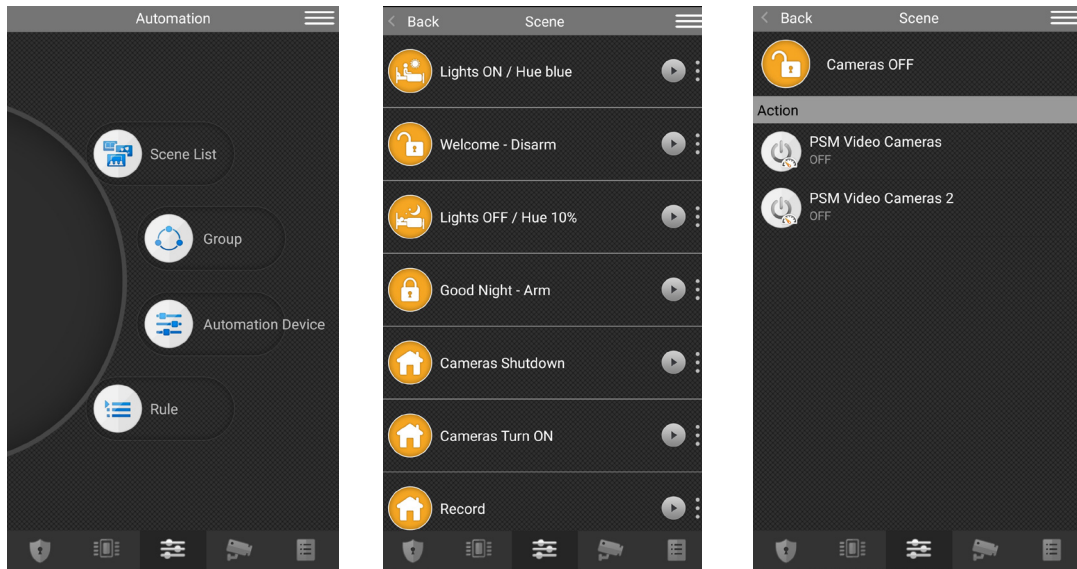 Automation
Scene List
Group
Automation Device
Rule
Back
Scene
Lights ON / Hue blue
Welcome - Disarm
Lights OFF / Hue 10%
Good Night - Arm
Cameras Shutdown
Cameras Turn ON
Record
Back
Scene
Cameras OFF
Action
PSM Video Cameras
OFF
PSM Video Cameras 2
OFF